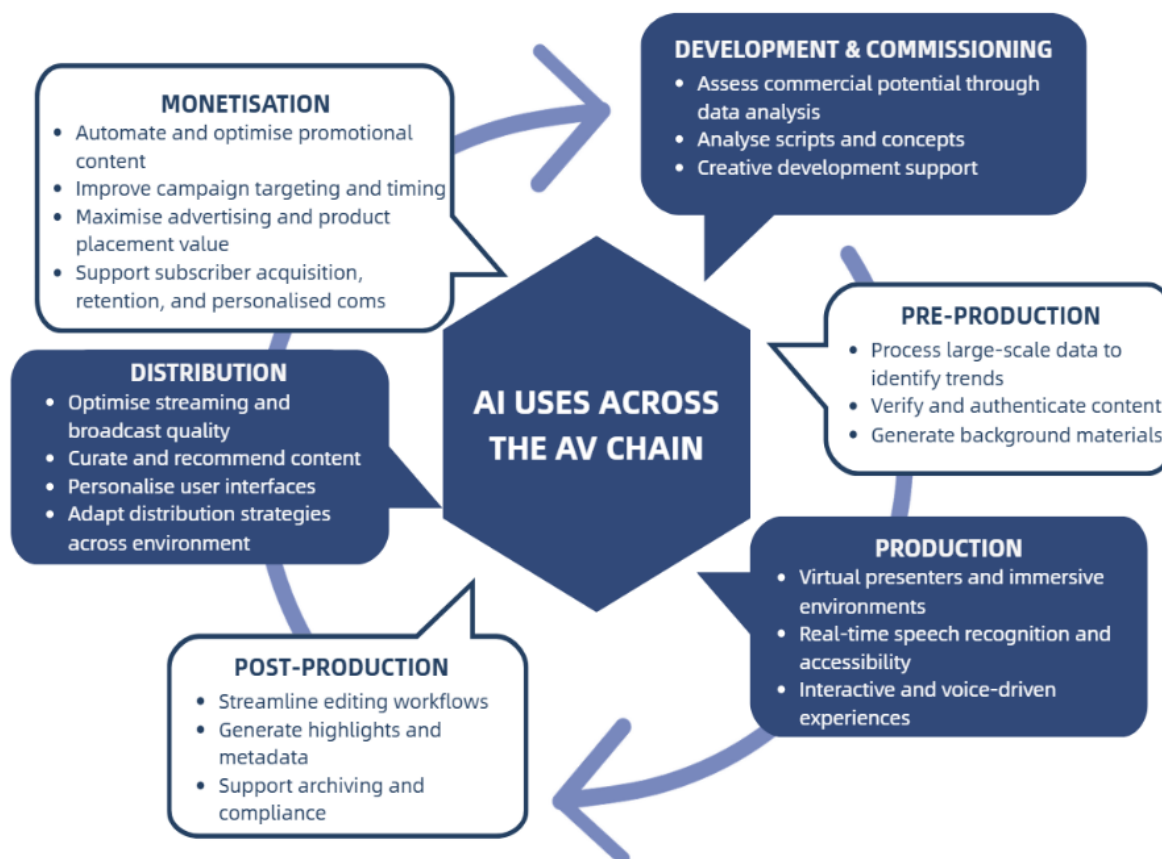 DEVELOPMENT & COMMISSIONING
• Assess commercial potential through
data analysis
• Analyse scripts and concepts
• Creative development support
MONETISATION
• Automate and optimise promotional
content
• Improve campaign targeting and timing
• Maximise advertising and product
placement value
• Support subscriber acquisition,
retention, and personalised coms
PRE-PRODUCTION
• Process large-scale data to
identify trends
• Verify and authenticate content
• Generate background materials
DISTRIBUTION
• Optimise streaming and
broadcast quality
• Curate and recommend content
• Personalise user interfaces
• Adapt distribution strategies
across environment
AI USES ACROSS
THE AV CHAIN
PRODUCTION
• Virtual presenters and immersive
environments
• Real-time speech recognition and
accessibility
• Interactive and voice-driven
experiences
POST-PRODUCTION
• Streamline editing workflows
• Generate highlights and
metadata
• Support archiving and
compliance